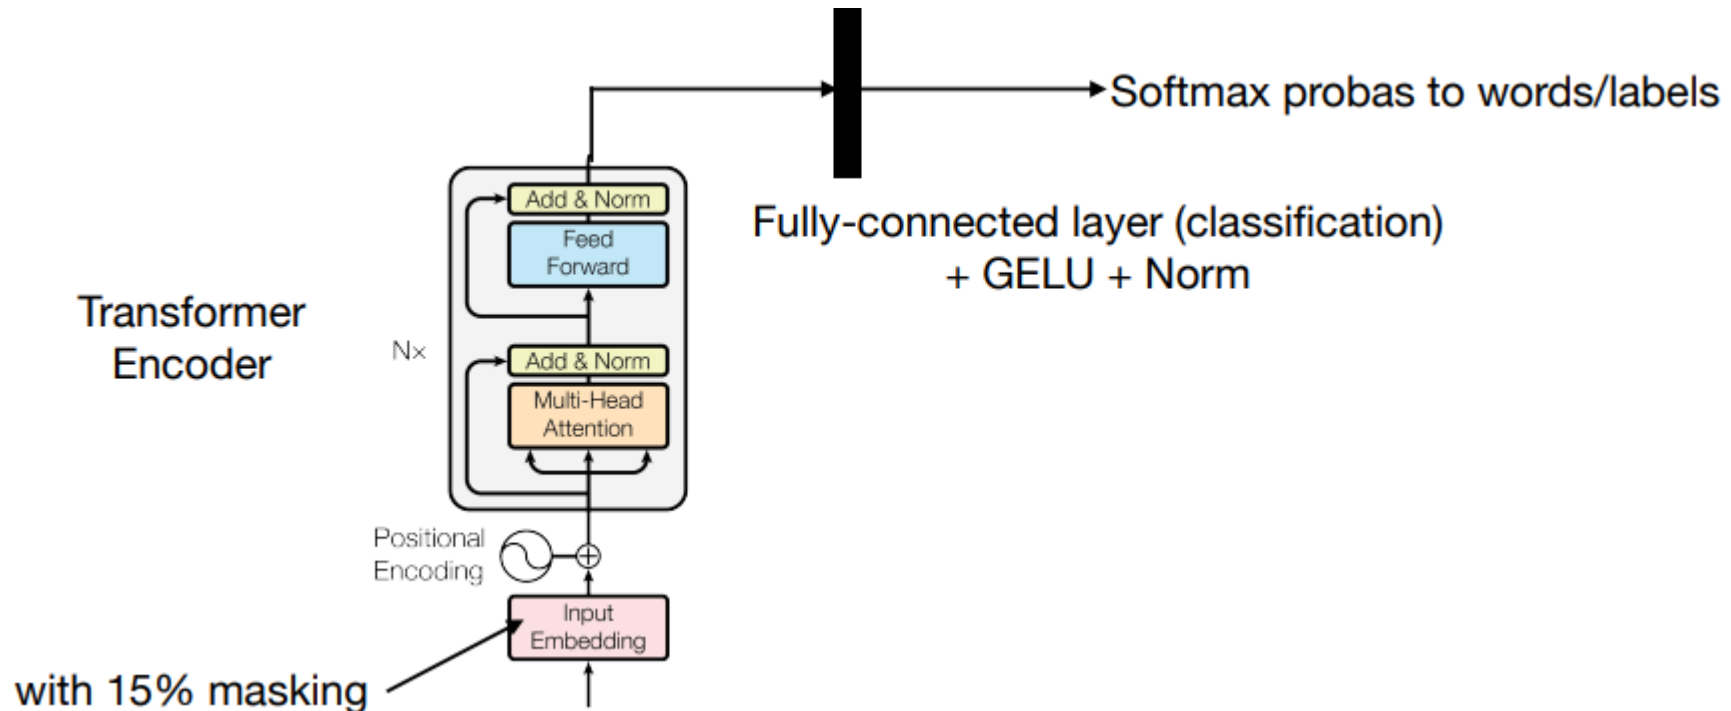 Softmax probas to words/labels
Add & Norm
Feed
Forward
Fully-connected layer (classification)
+ GELU + Norm
Transformer
Encoder
Nx
Add & Norm
Multi-Head
Attention
Positional
Encoding
Input
Embedding
with 15% masking